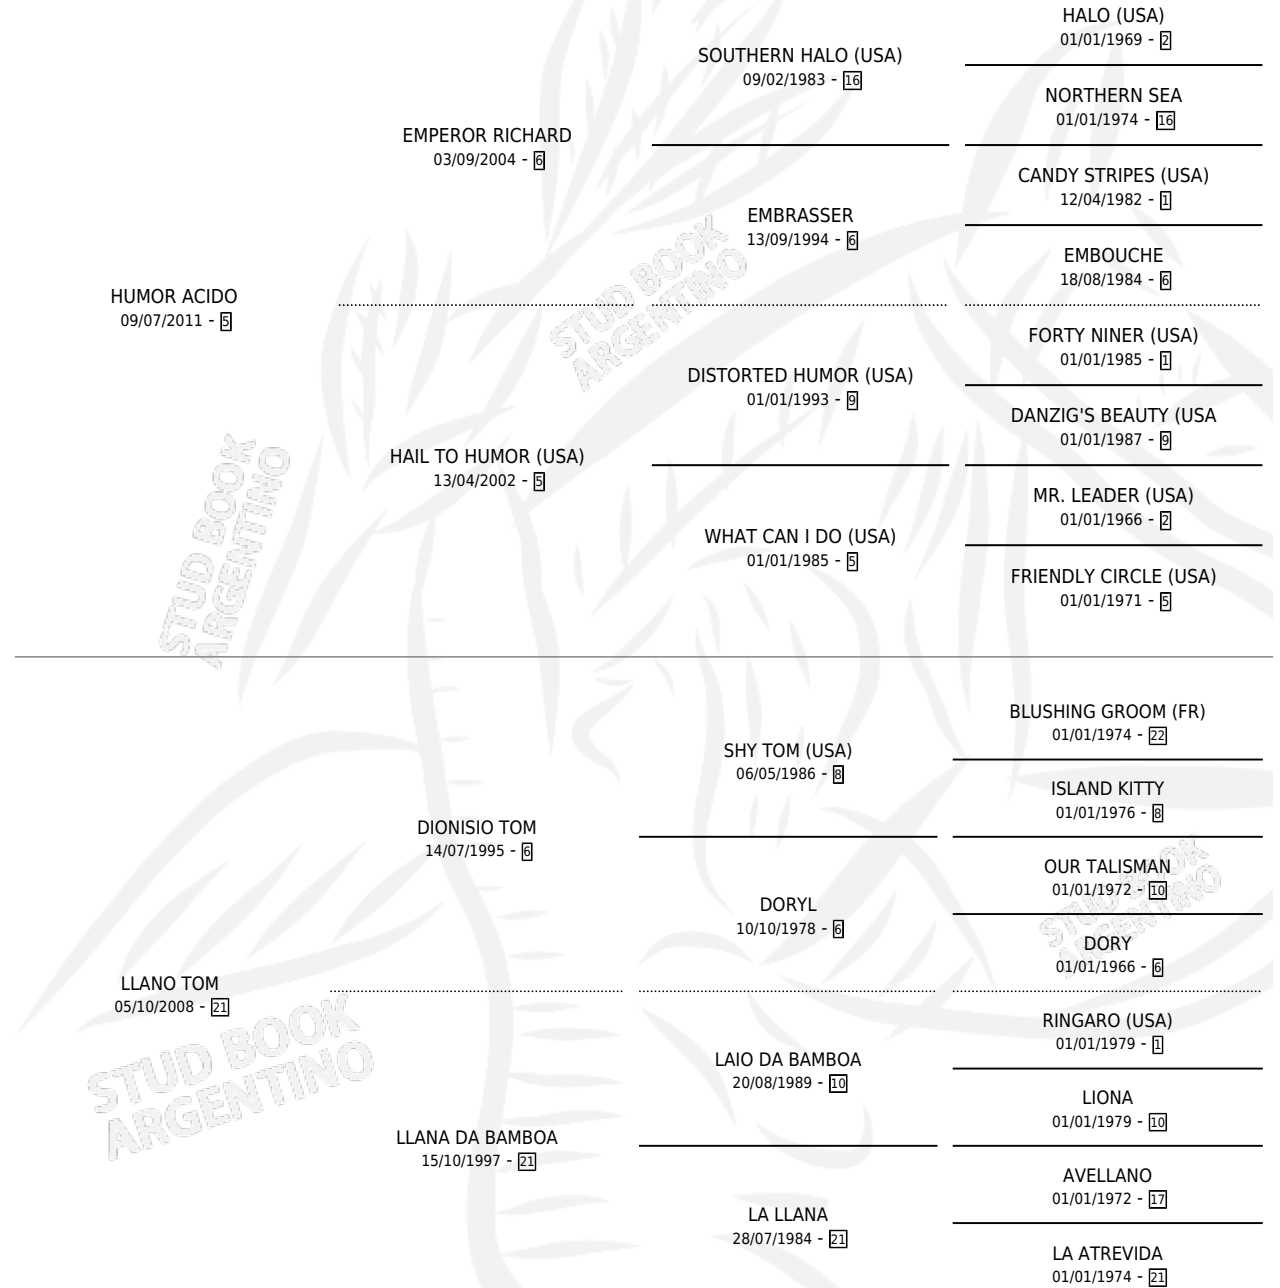 HALO (USA)
01/01/1969 - 2
SOUTHERN HALO (USA)
09/02/1983 - 16
NORTHERN SEA
01/01/1974 - 16
EMPEROR RICHARD
03/09/2004 - 6
CANDY STRIPES (USA)
12/04/1982 - 1
EMBRASSER
13/09/1994 - 6
EMBOUCHE
18/08/1984 - 6
HUMOR ACIDO
09/07/2011 - 5
FORTY NINER (USA)
01/01/1985 - 1
DISTORTED HUMOR (USA)
01/01/1993 - 9
DANZIG'S BEAUTY (USA
01/01/1987 - 9
HAIL TO HUMOR (USA)
13/04/2002 - 5
MR. LEADER (USA)
01/01/1966 - 2
WHAT CAN I DO (USA)
01/01/1985 - 5
FRIENDLY CIRCLE (USA)
01/01/1971 - 5
STUD BOOK
ARGENTINO
STUD BOOK
ARGENTINO
BLUSHING GROOM (FR)
01/01/1974 - 22
SHY TOM (USA)
06/05/1986 - 8
ISLAND KITTY
01/01/1976 - 8
DIONISIO TOM
14/07/1995 - 6
OUR TALISMAN
01/01/1972 - 10
DORYL
10/10/1978 - 6
DORY
01/01/1966 - 6
LLANO TOM
05/10/2008 - 21
RINGARO (USA)
01/01/1979 - 1
LAIO DA BAMBOA
20/08/1989 - 10
LIONA
01/01/1979 - 10
LLANA DA BAMBOA
15/10/1997 - 21
AVELLANO
01/01/1972 - 17
LA LLANA
28/07/1984 - 21
LA ATREVIDA
01/01/1974 - 21
STUD BOOK
ARGENTINO
STUD BOOK
ARGENTINO